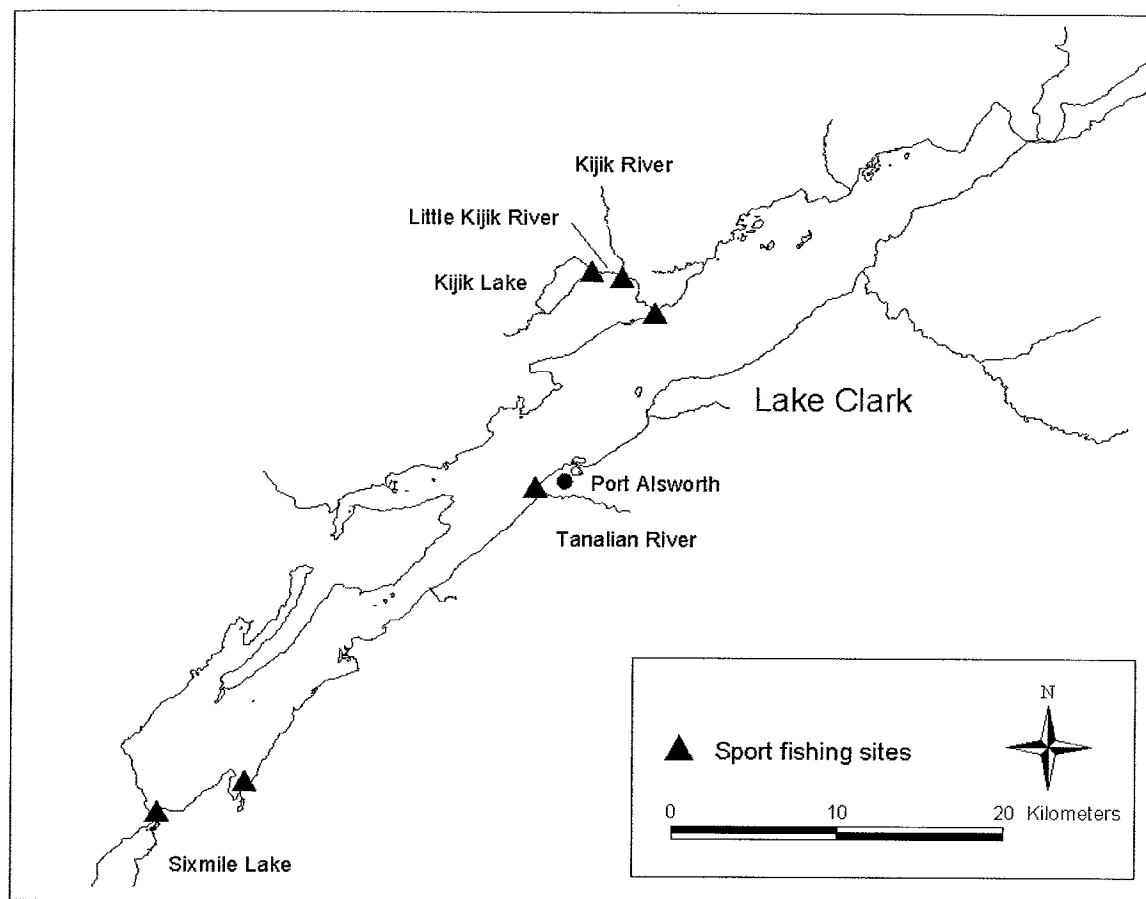 Kijik River
Little Kijik River
Kijik Lake
Lake Clark
Port Alsworth
Tanalian River
Sixmile Lake
N
Sport fishing sites
0 10 20 Kilometers